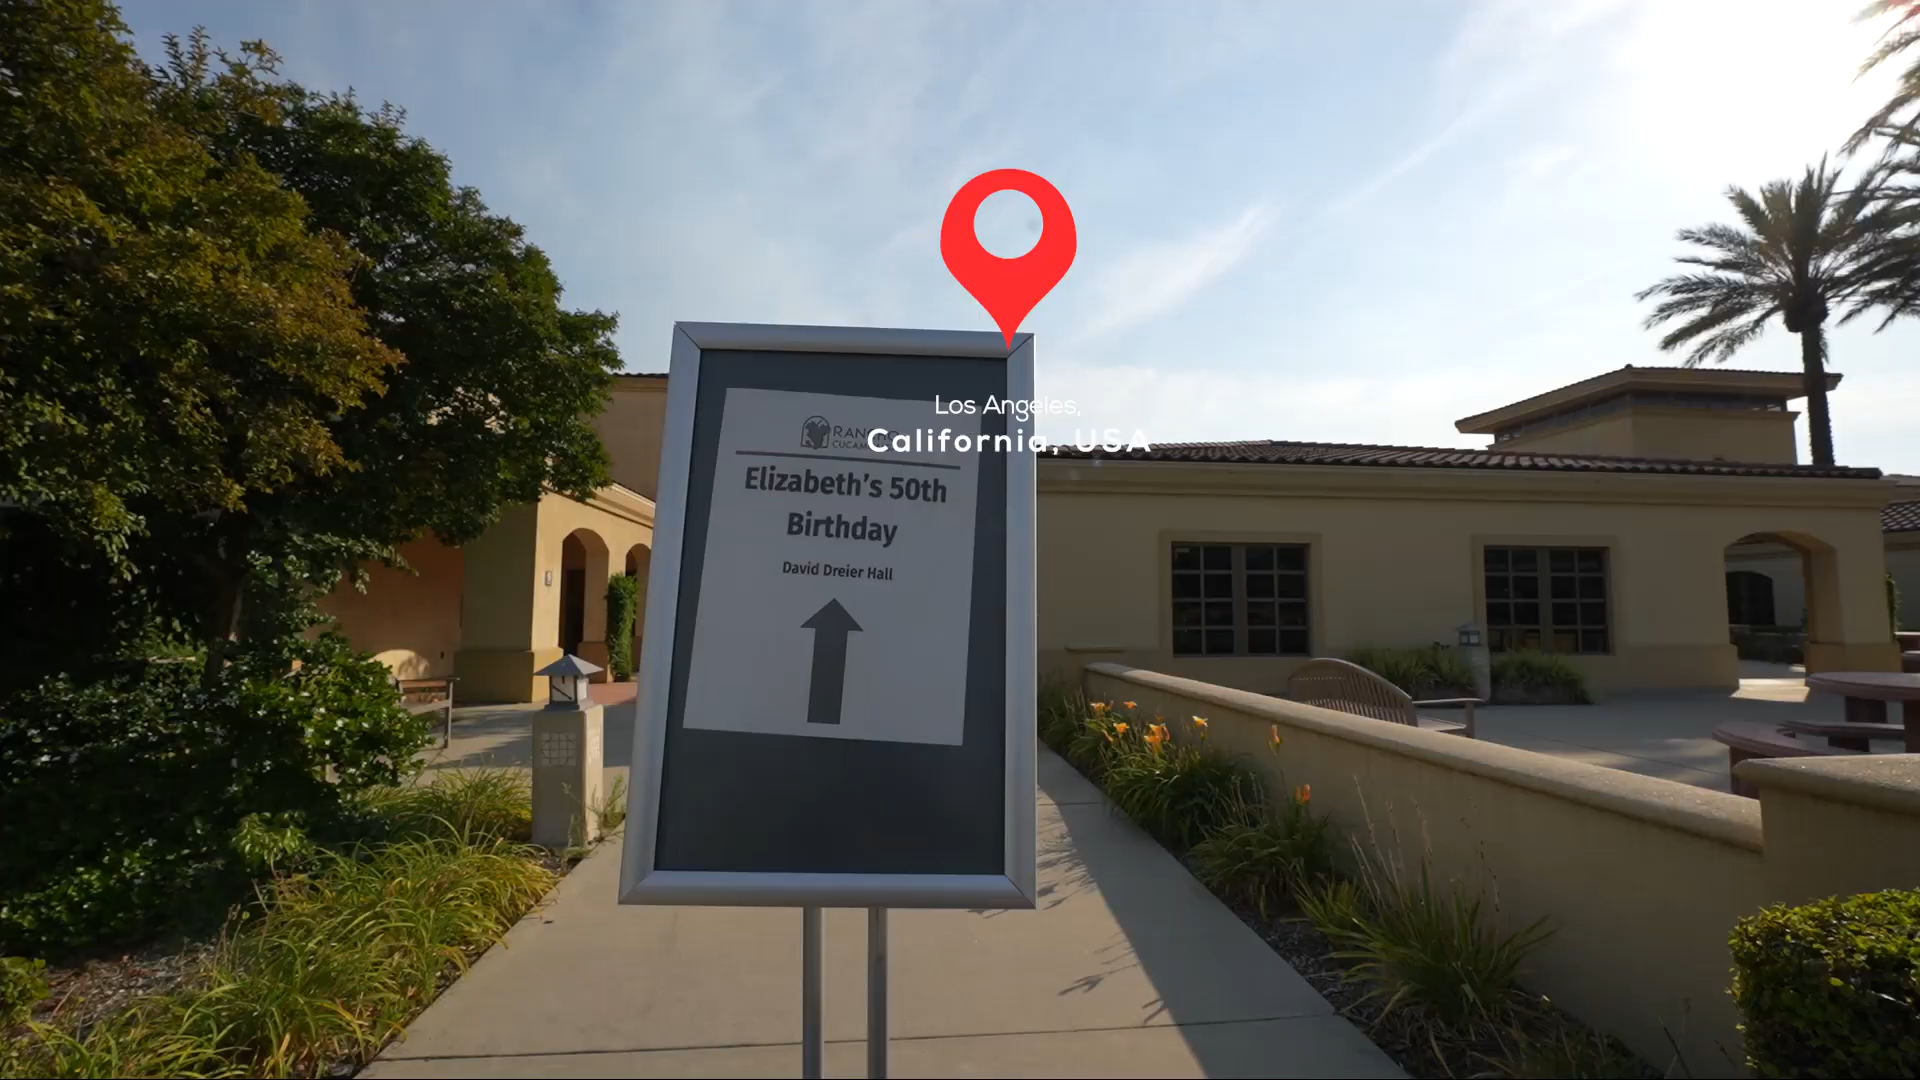 Los Angeles,
California, USA
Elizabeth's 50th
Birthday
David Dreier Hall